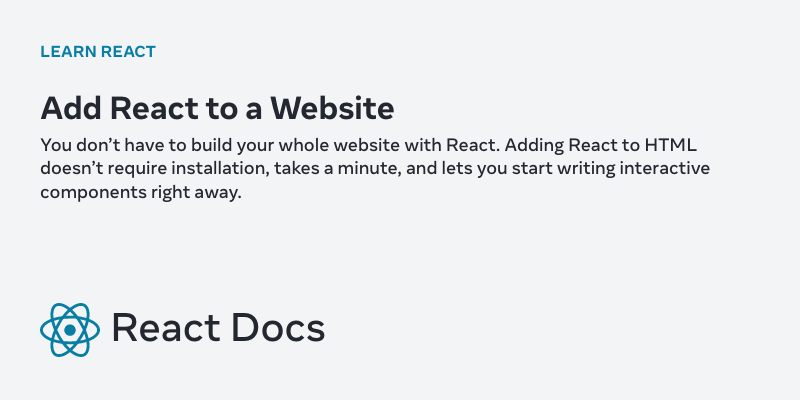 LEARN REACT
Add React to a Website
You don’t have to build your whole website with React. Adding React to HTML
doesn’t require installation, takes a minute, and lets you start writing interactive
components right away.
React Docs